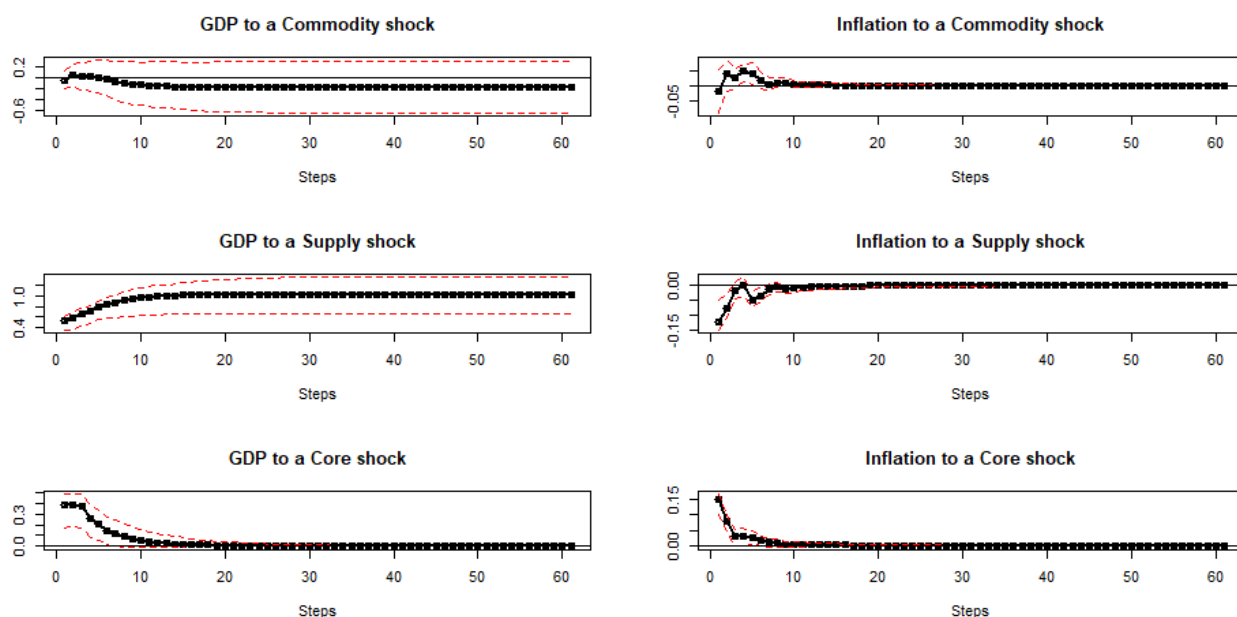 GDP to a Commodity shock
0.2
-0.6
0 10 20 30 40 50 60
Steps
Inflation to a Commodity shock
-0.05
0 10 20 30 40 50 60
Steps
GDP to a Supply shock
1.0
0.4
0 10 20 30 40 50 60
Steps
Inflation to a Supply shock
0.00
-0.15
0 10 20 30 40 50 60
Steps
GDP to a Core shock
0.3
0.0
0 10 20 30 40 50 60
Steps
Inflation to a Core shock
0.15
0.00
0 10 20 30 40 50 60
Steps